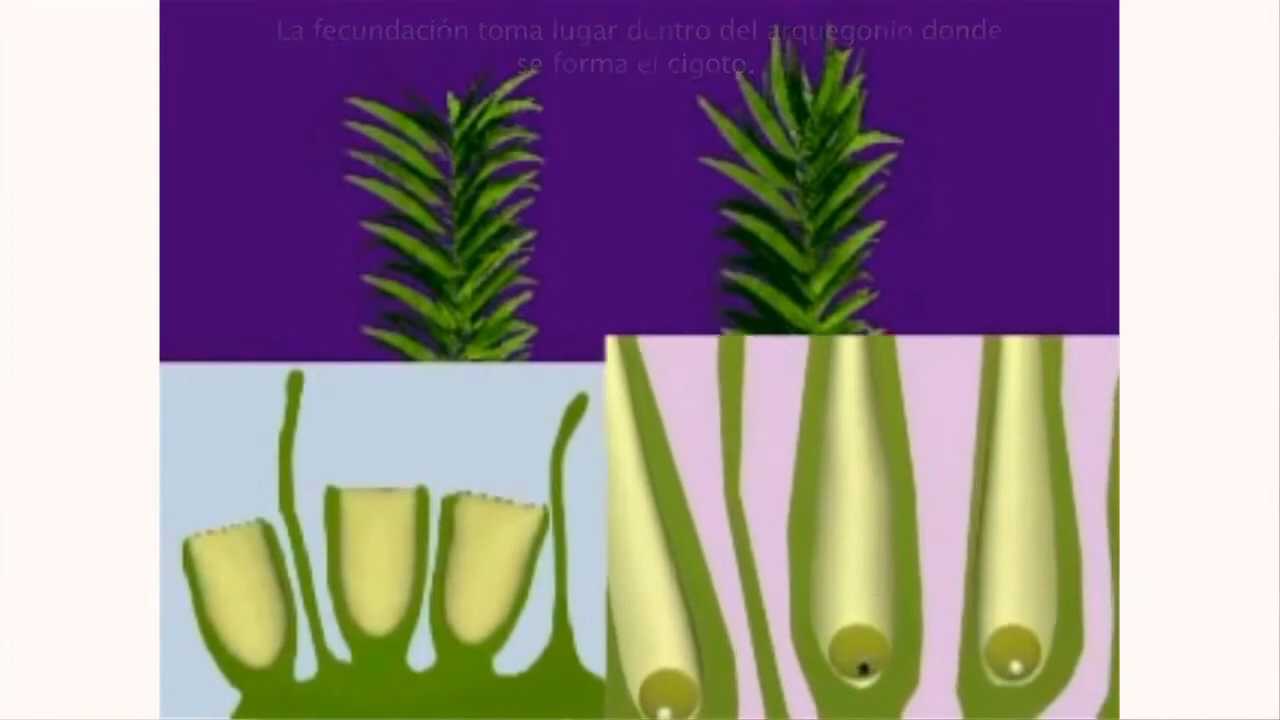 La fecundación toma lugar dentro del arquegonio donde
se forma el cigoto.